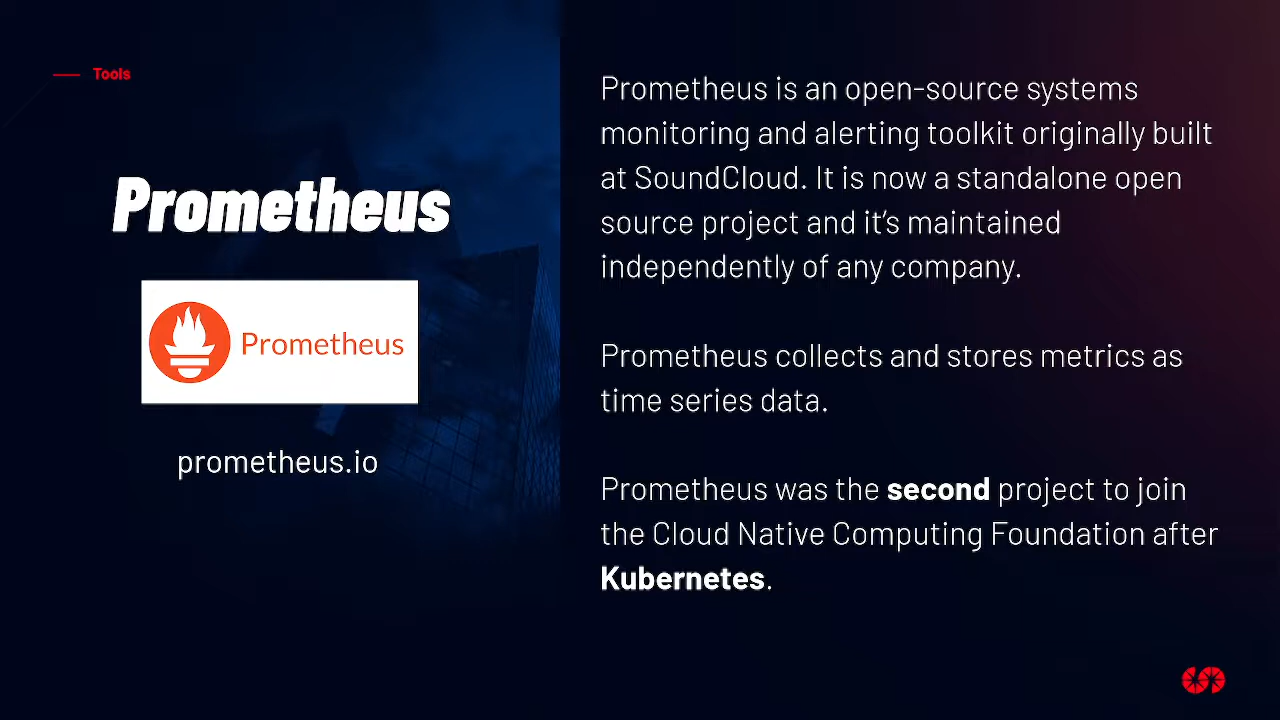 Tools
Prometheus
Prometheus
prometheus.io
Prometheus is an open-source systems
monitoring and alerting toolkit originally built
at SoundCloud. It is now a standalone open
source project and it’s maintained
independently of any company.
Prometheus collects and stores metrics as
time series data.
Prometheus was the second project to join
the Cloud Native Computing Foundation after
Kubernetes.